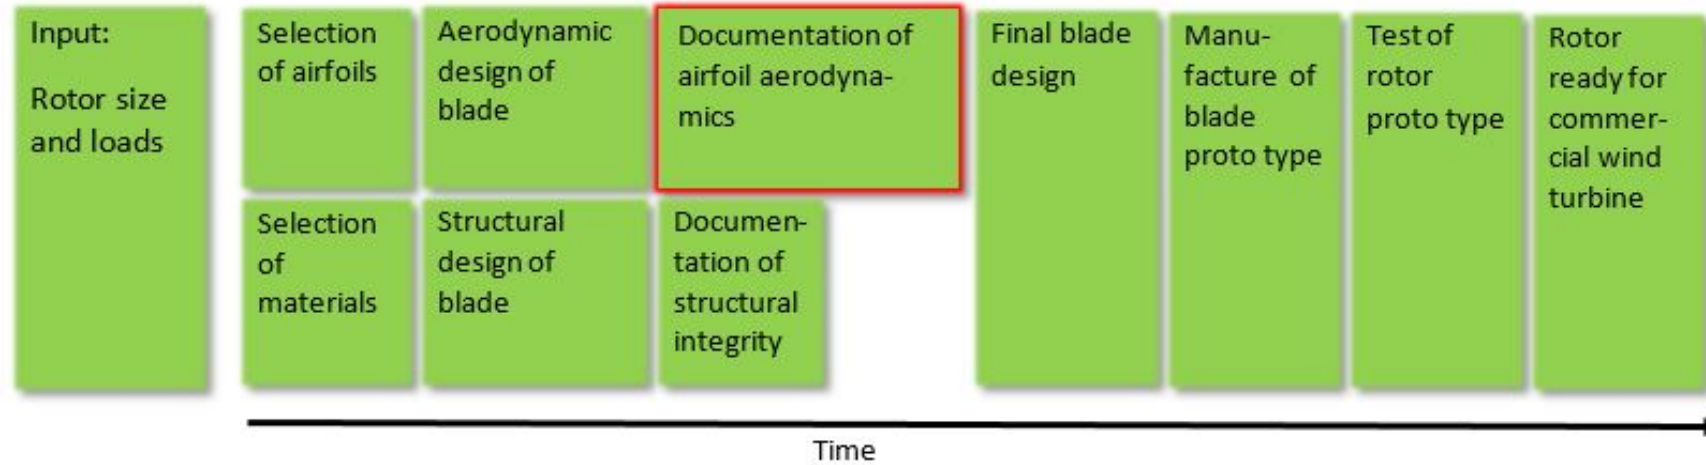 Input:
Rotor size
and loads
Selection
of airfoils
Aerodynamic
design of
blade
Documentation of
airfoil aerodyna-
mics
Selection
of
materials
Structural
design of
blade
Documen-
tation of
structural
integrity
Final blade
design
Manu-
facture of
blade
proto type
Test of
rotor
proto type
Rotor
ready for
commer-
cial wind
turbine
Time